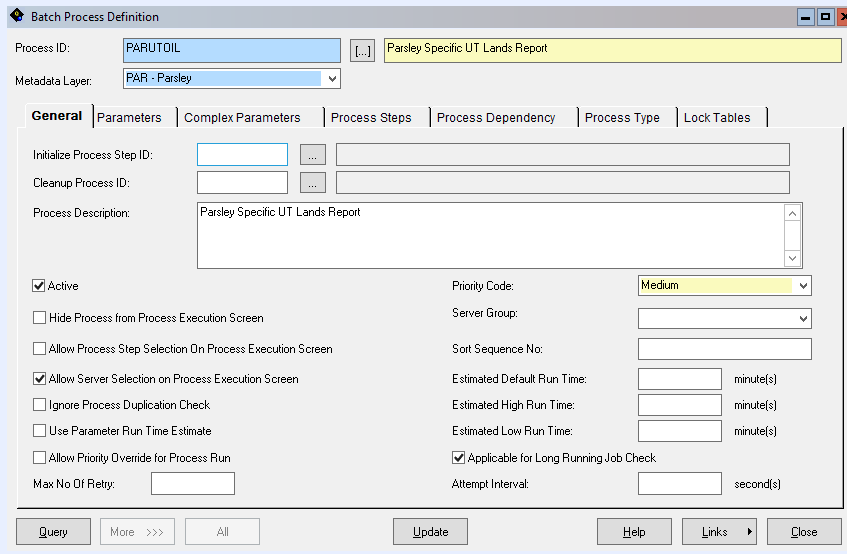 Batch Process Definition
Process ID: PARUTOIL [...] Parsley Specific UT Lands Report
Metadata Layer: PAR - Parsley
General Parameters Complex Parameters Process Steps Process Dependency Process Type Lock Tables
Initialize Process Step ID: ...
Cleanup Process ID: ...
Process Description: Parsley Specific UT Lands Report
Active Priority Code: Medium
Hide Process from Process Execution Screen Server Group:
Allow Process Step Selection On Process Execution Screen Sort Sequence No:
Allow Server Selection on Process Execution Screen Estimated Default Run Time: minute(s)
Ignore Process Duplication Check Estimated High Run Time: minute(s)
Use Parameter Run Time Estimate Estimated Low Run Time: minute(s)
Allow Priority Override for Process Run Applicable for Long Running Job Check
Max No Of Retry: Attempt Interval: second(s)
Query More >>> All Update Help Links Close